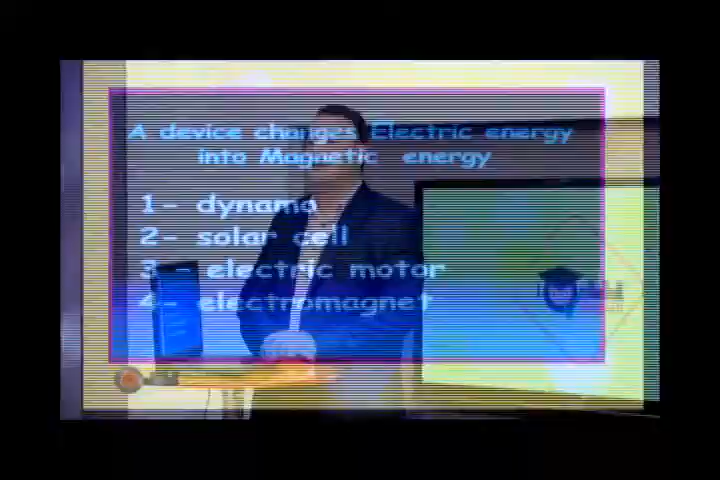 A device changes Electric energy
into Magnetic energy
1- dynamo
2- solar cell
3 - electric motor
4- electromagnet